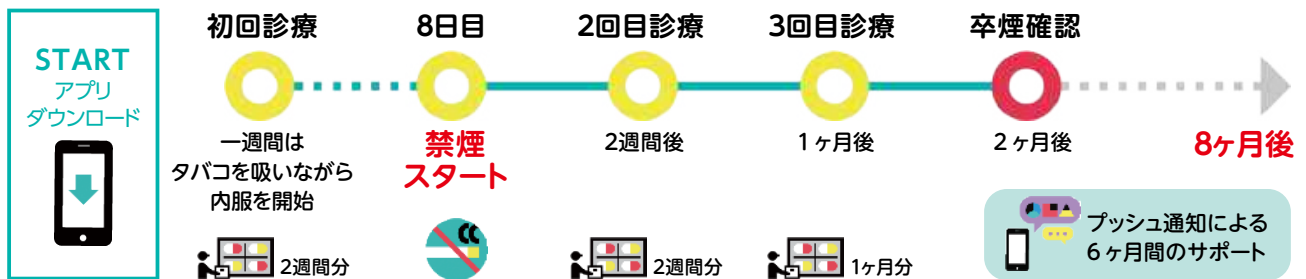 START
アプリ
ダウンロード
初回診療
8日目
2回目診療
3回目診療
卒煙確認
一週間は
タバコを吸いながら
内服を開始
禁煙
スタート
2週間後
1ヶ月後
2ヶ月後
8ヶ月後
2週間分
2週間分
1ヶ月分
プッシュ通知による
6ヶ月間のサポート